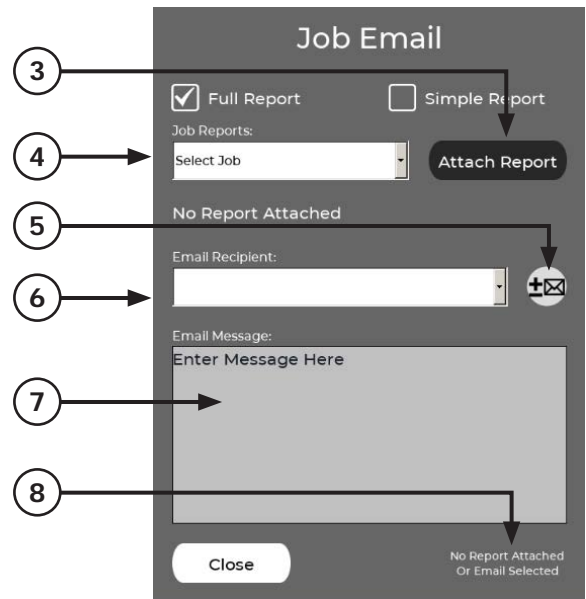 Job Email
3
Full Report
Simple Report
Job Reports:
4
Select Job
Attach Report
No Report Attached
5
Email Recipient:
6
Email Message:
Enter Message Here
7
8
Close
No Report Attached
Or Email Selected